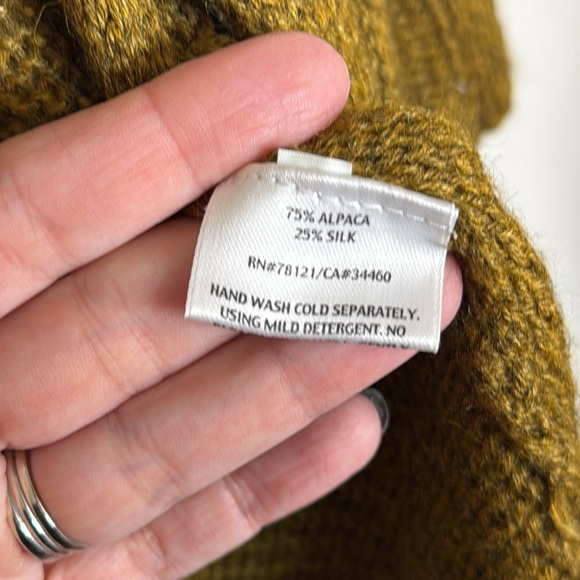 75% ALPACA
25% SILK
RN#78121/CA#34460
HAND WASH COLD SEPARATELY.
USING MILD DETERGENT. NO